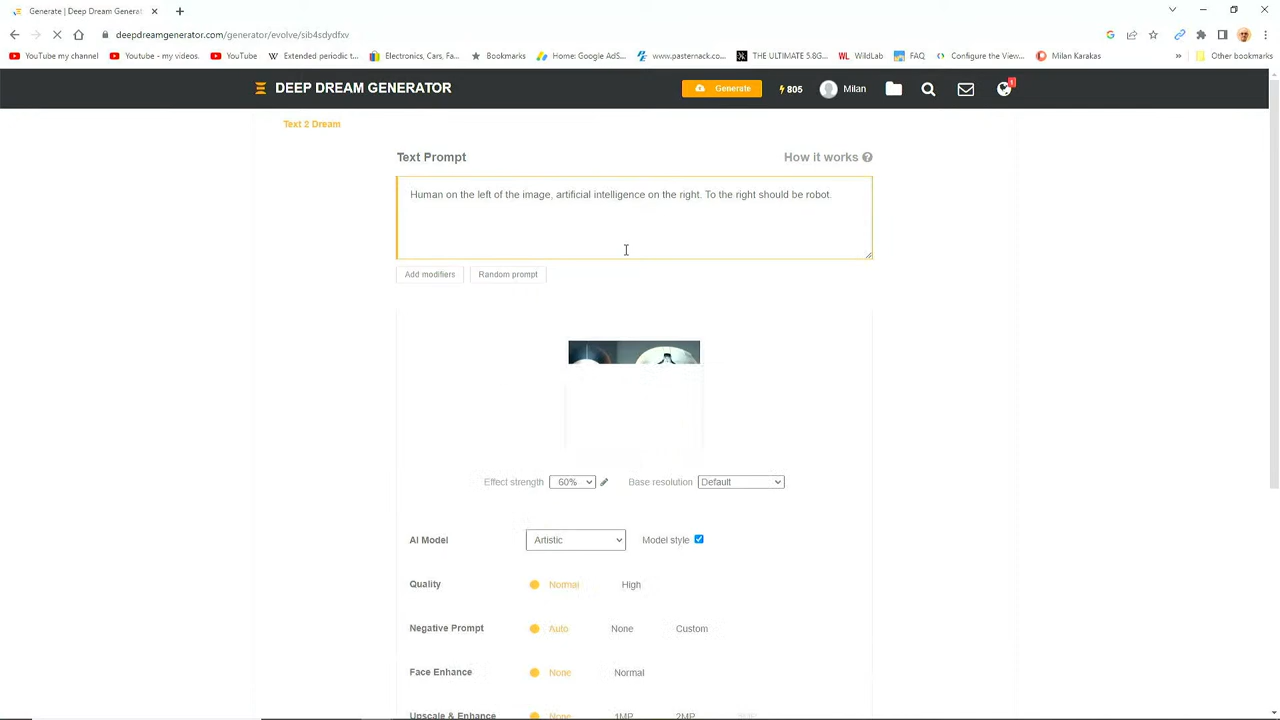 Generate | Deep Dream Generat
deepdreamgenerator.com/generator/evolve/sib4sdydfxv
YouTube my channel YouTube - my videos. YouTube Extended periodic t... Electronics, Cars, Fa... Bookmarks Home: Google AdS... www.pasternack.co... THE ULTIMATE 5.8G... WildLab FAQ Configure the View... Milan Karakas » Other bookmarks
DEEP DREAM GENERATOR Generate 805 Milan 1
Text 2 Dream
Text Prompt How it works ?
Human on the left of the image, artificial intelligence on the right. To the right should be robot.
Add modifiers Random prompt
Effect strength 60% Base resolution Default
AI Model Artistic Model style
Quality Normal High
Negative Prompt Auto None Custom
Face Enhance None Normal
Upscale & Enhance None 1MP 2MP